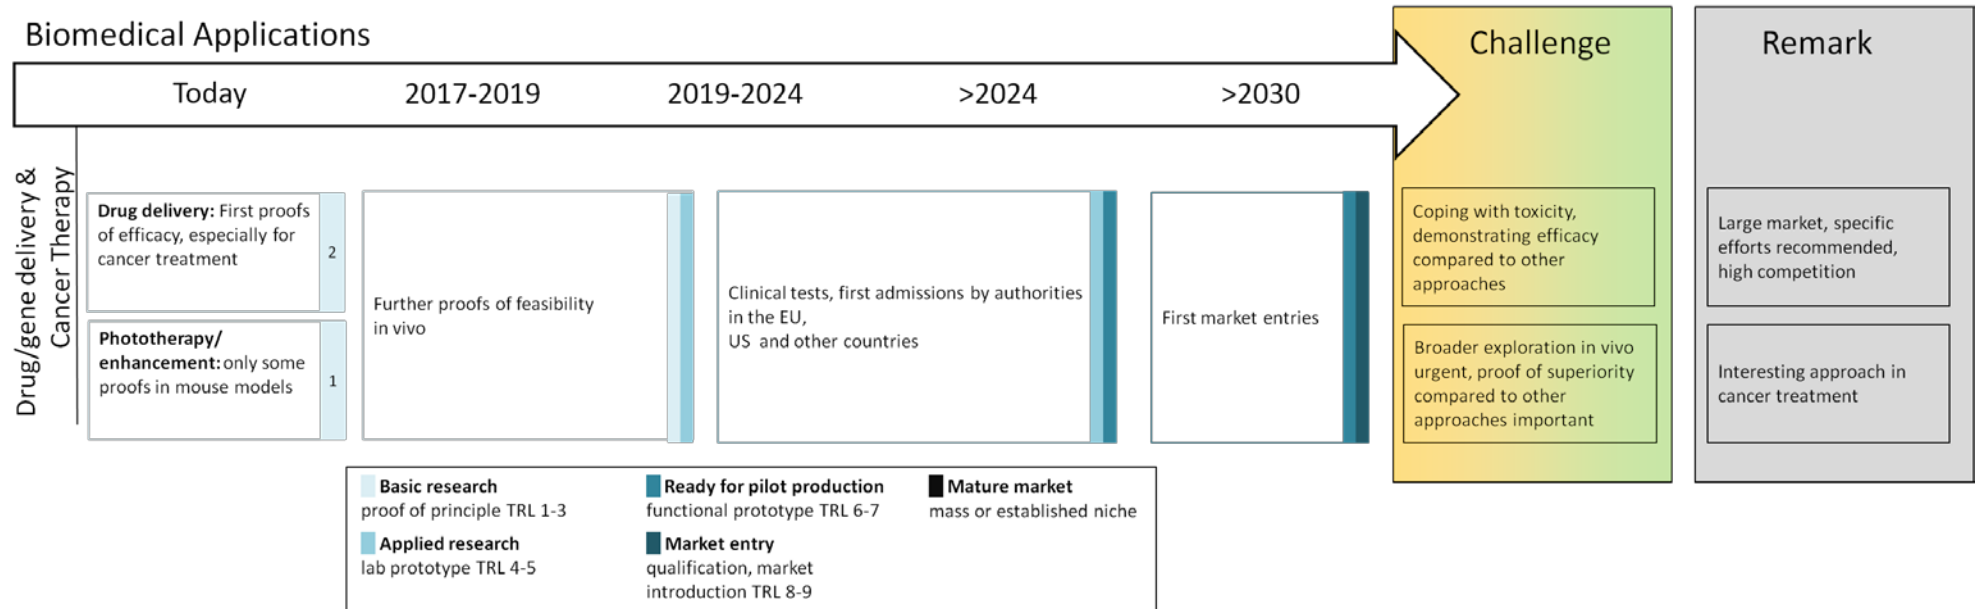 Biomedical Applications
Today
2017-2019
2019-2024
>2024
>2030
Challenge
Remark
Drug/gene delivery &
Cancer Therapy
Drug delivery: First proofs
of efficacy, especially for
cancer treatment
2
Phototherapy/
enhancement: only some
proofs in mouse models
1
Further proofs of feasibility
in vivo
Clinical tests, first admissions by authorities
in the EU,
US and other countries
First market entries
Coping with toxicity,
demonstrating efficacy
compared to other
approaches
Broader exploration in vivo
urgent, proof of superiority
compared to other
approaches important
Large market, specific
efforts recommended,
high competition
Interesting approach in
cancer treatment
Basic research
proof of principle TRL 1-3
Applied research
lab prototype TRL 4-5
Ready for pilot production
functional prototype TRL 6-7
Market entry
qualification, market
introduction TRL 8-9
Mature market
mass or established niche